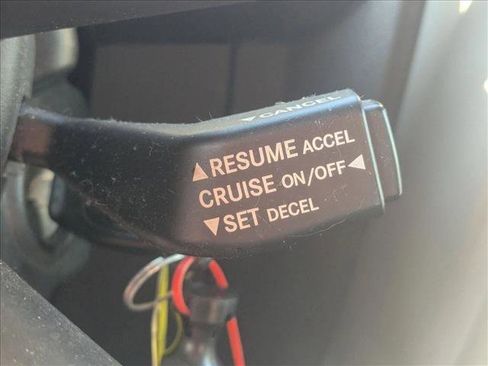 ▼CANCEL
▲RESUME ACCEL
CRUISE ON/OFF◀
▼SET DECEL